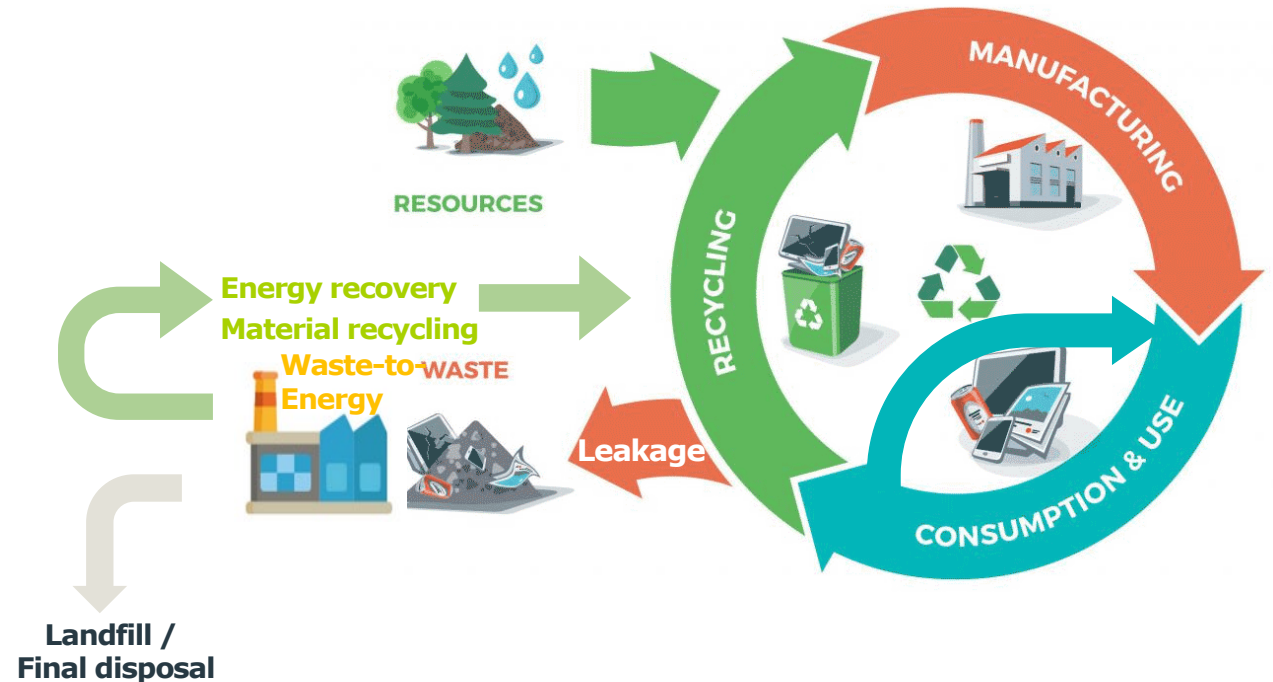 MANUFACTURING
RESOURCES
RECYCLING
Energy recovery
Material recycling
Waste-to-
Energy
WASTE
Leakage
CONSUMPTION & USE
Landfill /
Final disposal